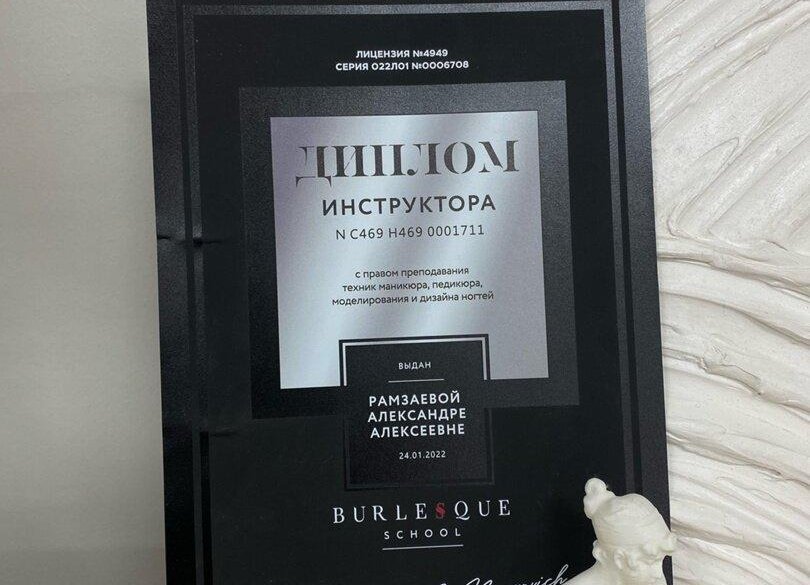 ЛИЦЕНЗИЯ №4949
СЕРИЯ 022Л01 №0006708
ДИПЛОМ
ИНСТРУКТОРА
N C469 H469 0001711
с правом преподавания
техник маникюра, педикюра,
моделирования и дизайна ногтей
ВЫДАН
РАМЗАЕВОЙ
АЛЕКСАНДРЕ
АЛЕКСЕЕВНЕ
24.01.2022
BURLESQUE
SCHOOL